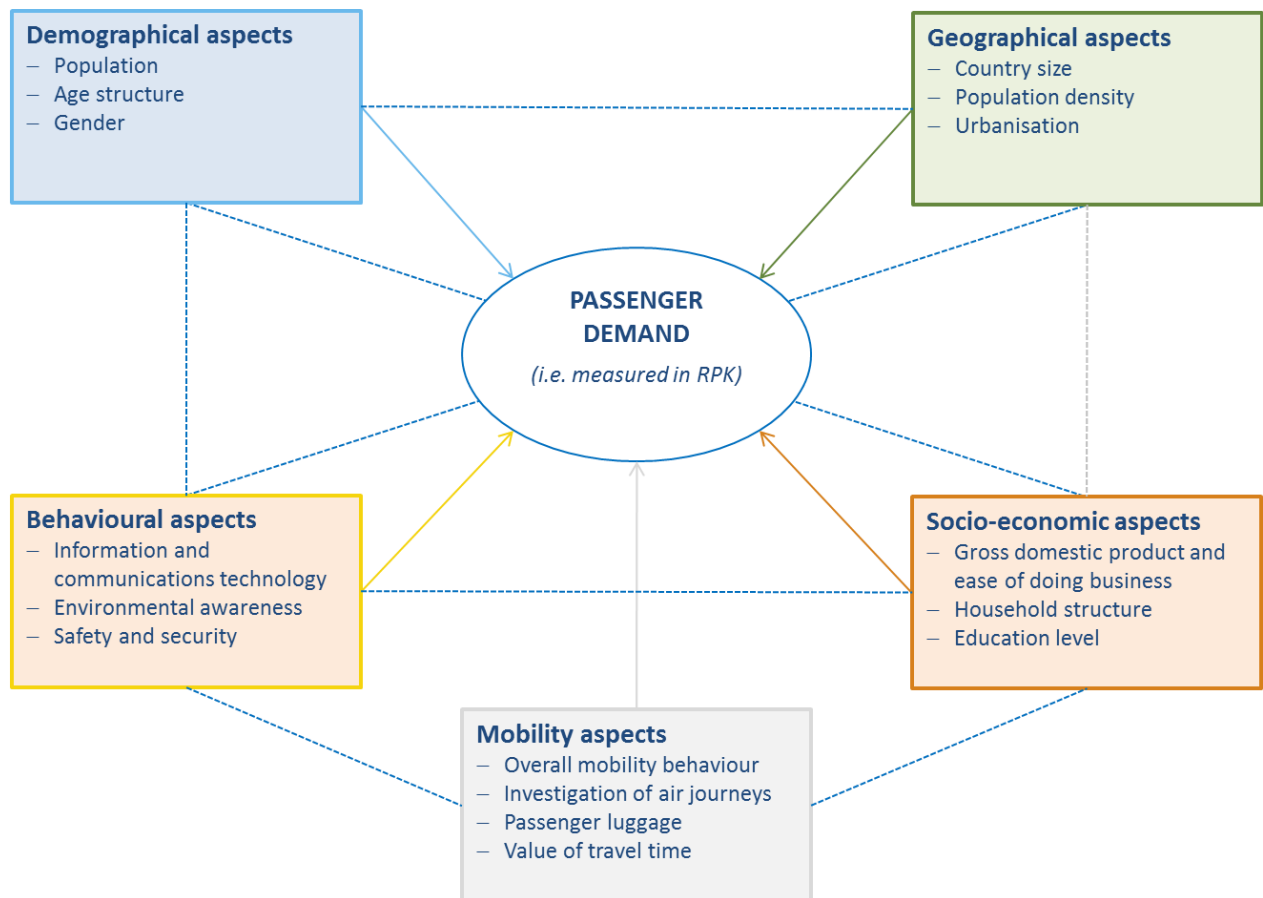 Demographical aspects
– Population
– Age structure
– Gender
Geographical aspects
– Country size
– Population density
– Urbanisation
PASSENGER
DEMAND
(i.e. measured in RPK)
Behavioural aspects
– Information and
communications technology
– Environmental awareness
– Safety and security
Socio-economic aspects
– Gross domestic product and
ease of doing business
– Household structure
– Education level
Mobility aspects
– Overall mobility behaviour
– Investigation of air journeys
– Passenger luggage
– Value of travel time